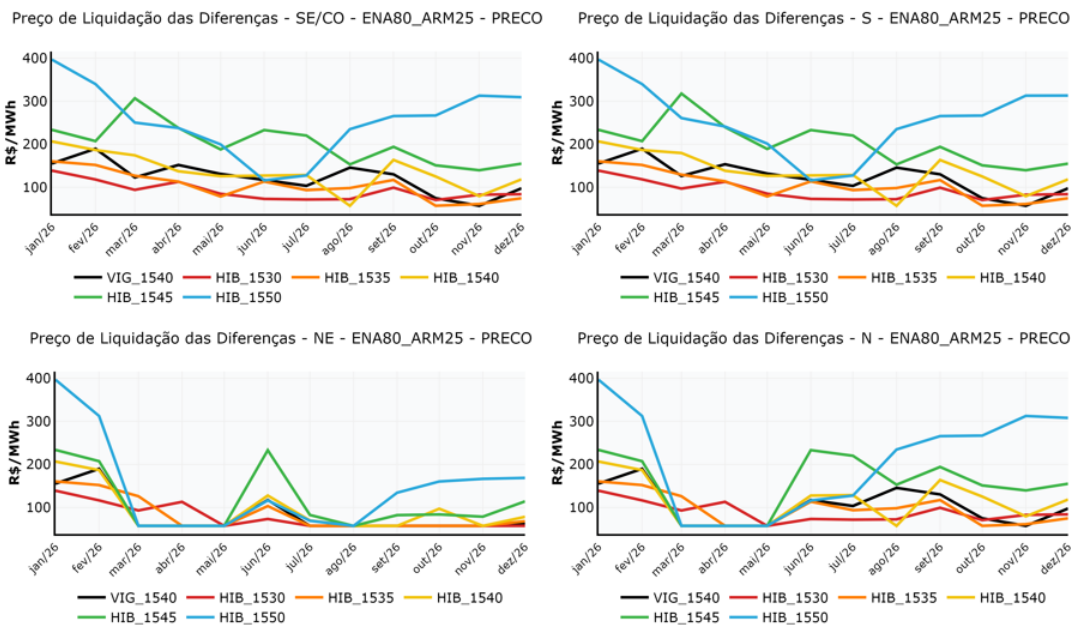 Preço de Liquidação das Diferenças - SE/CO - ENA80_ARM25 - PRECO
R$/MWh
400
300
200
100
jan/26 fev/26 mar/26 abr/26 mai/26 jun/26 jul/26 ago/26 set/26 out/26 nov/26 dez/26
VIG_1540 HIB_1530 HIB_1535 HIB_1540
HIB_1545 HIB_1550
Preço de Liquidação das Diferenças - S - ENA80_ARM25 - PRECO
R$/MWh
400
300
200
100
jan/26 fev/26 mar/26 abr/26 mai/26 jun/26 jul/26 ago/26 set/26 out/26 nov/26 dez/26
VIG_1540 HIB_1530 HIB_1535 HIB_1540
HIB_1545 HIB_1550
Preço de Liquidação das Diferenças - NE - ENA80_ARM25 - PRECO
R$/MWh
400
300
200
100
jan/26 fev/26 mar/26 abr/26 mai/26 jun/26 jul/26 ago/26 set/26 out/26 nov/26 dez/26
VIG_1540 HIB_1530 HIB_1535 HIB_1540
HIB_1545 HIB_1550
Preço de Liquidação das Diferenças - N - ENA80_ARM25 - PRECO
R$/MWh
400
300
200
100
jan/26 fev/26 mar/26 abr/26 mai/26 jun/26 jul/26 ago/26 set/26 out/26 nov/26 dez/26
VIG_1540 HIB_1530 HIB_1535 HIB_1540
HIB_1545 HIB_1550